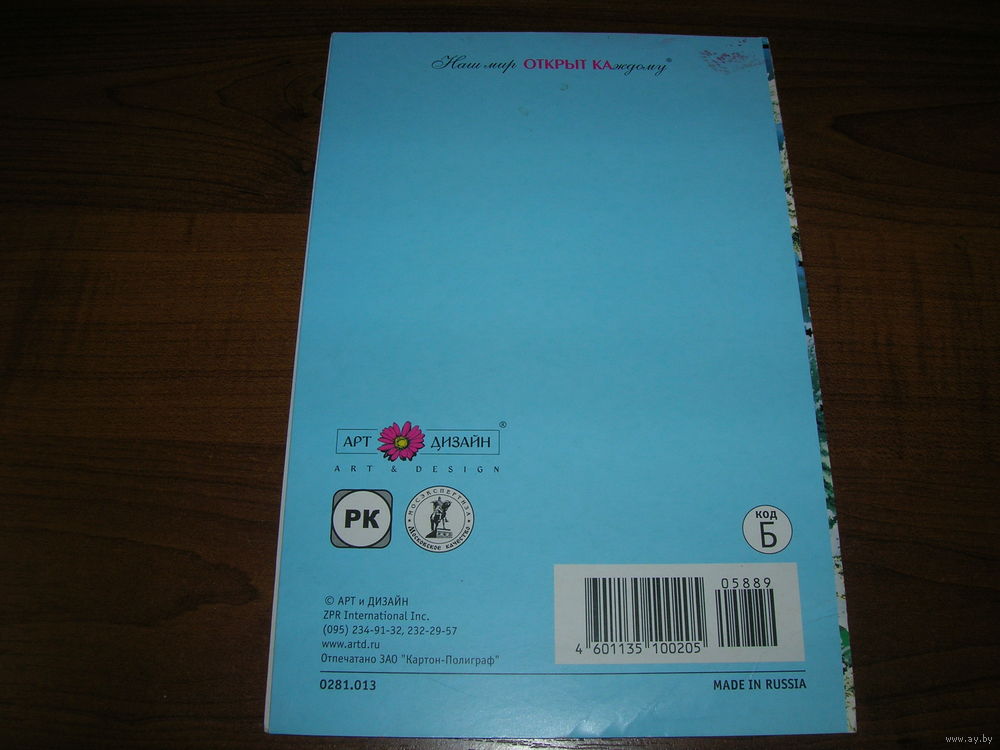 Наш мир ОТКРЫТ КАждому®
АРТ ДИЗАЙН ®
ART & DESIGN
РК
МОСЭКСПЕРТИЗА
Московское качество
код
Б
05889
4 601135 100205
© АРТ и ДИЗАЙН
ZPR International Inc.
(095) 234-91-32, 232-29-57
www.artd.ru
Отпечатано ЗАО "Картон-Полиграф"
0281.013
MADE IN RUSSIA
www.ay.by